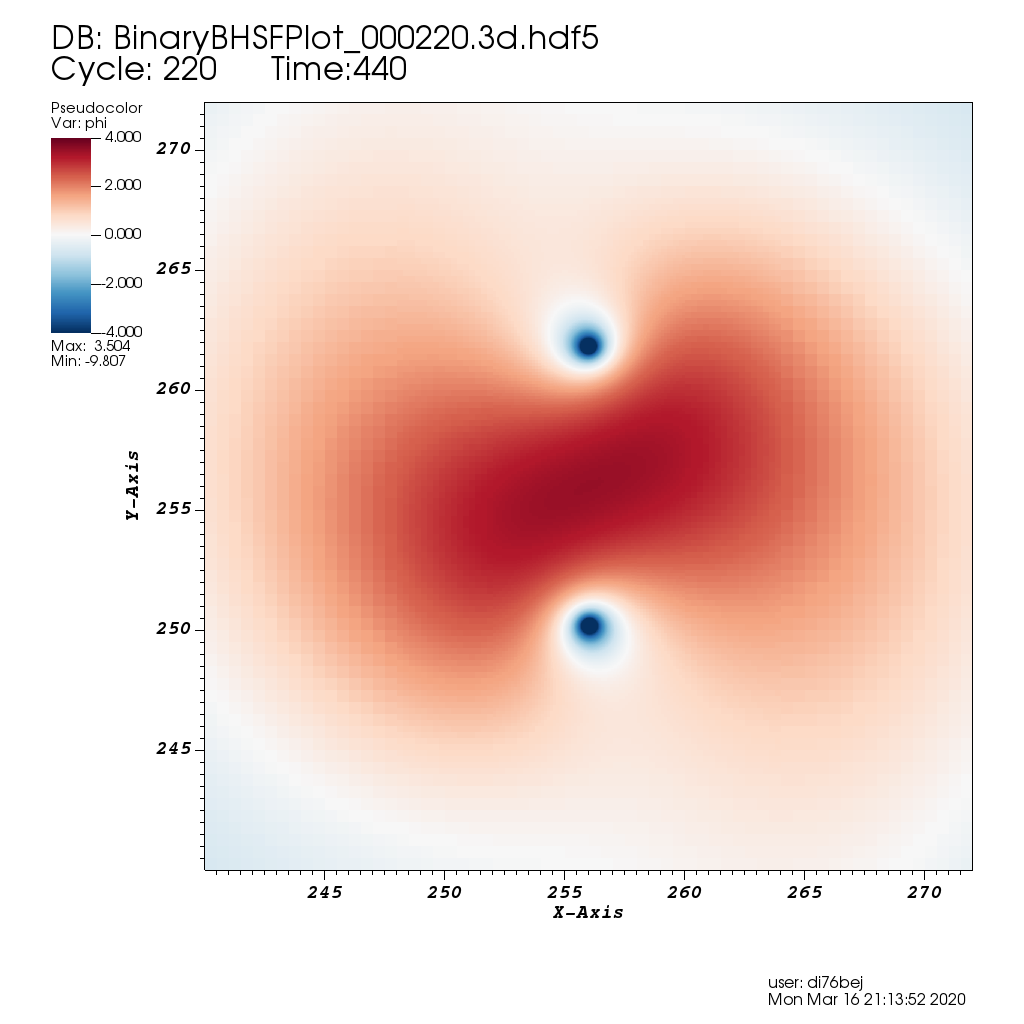 DB: BinaryBHSFPlot_000220.3d.hdf5
Cycle: 220 Time:440
Pseudocolor
Var: phi
4.000
2.000
0.000
-2.000
-4.000
Max: 3.504
Min: -9.807
270
265
260
255
250
245
Y-Axis
245 250 255 260 265 270
X-Axis
user: di76bej
Mon Mar 16 21:13:52 2020